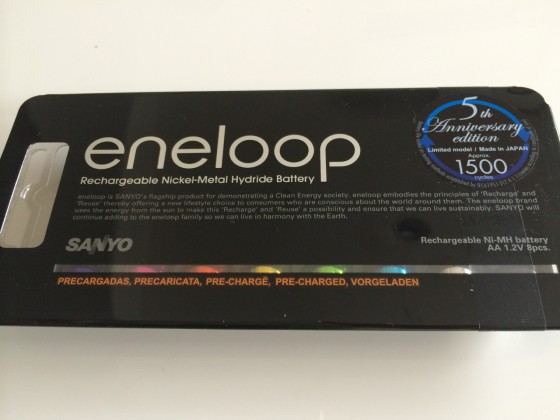 eneloop
Rechargeable Nickel-Metal Hydride Battery
eneloop is SANYO's flagship product for demonstrating a Clean Energy society. eneloop embodies the principles of 'Recharge' and
'Reuse' thereby offering a new lifestyle choice to consumers who are conscious about the world around them. The eneloop brand
uses the energy from the sun to make this 'Recharge' and 'Reuse' a possibility and ensure that we can live sustainably. SANYO will
continue adding to the eneloop family so we can live in harmony with the Earth.
5th
Anniversary
edition
Limited model / Made in JAPAN
Approx.
1500
cycles
SANYO
Rechargeable Ni-MH battery
AA 1.2V 8pcs.
PRECARGADAS, PRECARICATA, PRE-CHARGÉ, PRE-CHARGED, VORGELADEN